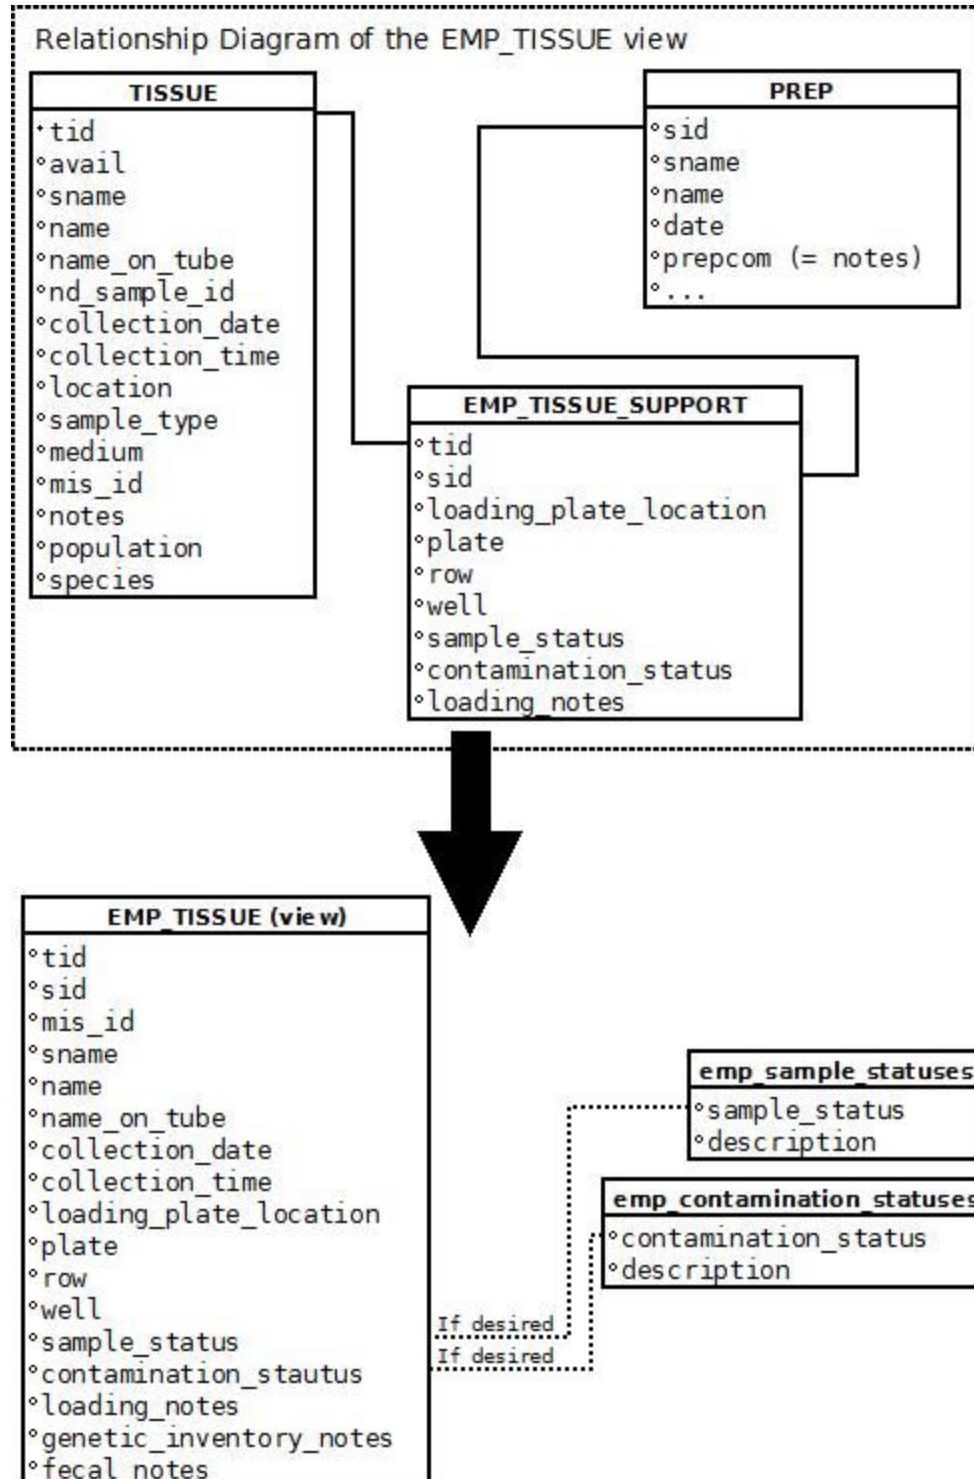 Relationship Diagram of the EMP_TISSUE view
TISSUE
tid
avail
sname
name
name_on_tube
nd_sample_id
collection_date
collection_time
location
sample_type
medium
mis_id
notes
population
species
PREP
sid
sname
name
date
prepcom (= notes)
...
EMP_TISSUE_SUPPORT
tid
sid
loading_plate_location
plate
row
well
sample_status
contamination_status
loading_notes
EMP_TISSUE (view)
tid
sid
mis_id
sname
name
name_on_tube
collection_date
collection_time
loading_plate_location
plate
row
well
sample_status
contamination_stautus
loading_notes
genetic_inventory_notes
fecal_notes
If desired
If desired
emp_sample_statuses
sample_status
description
emp_contamination_statuses
contamination_status
description